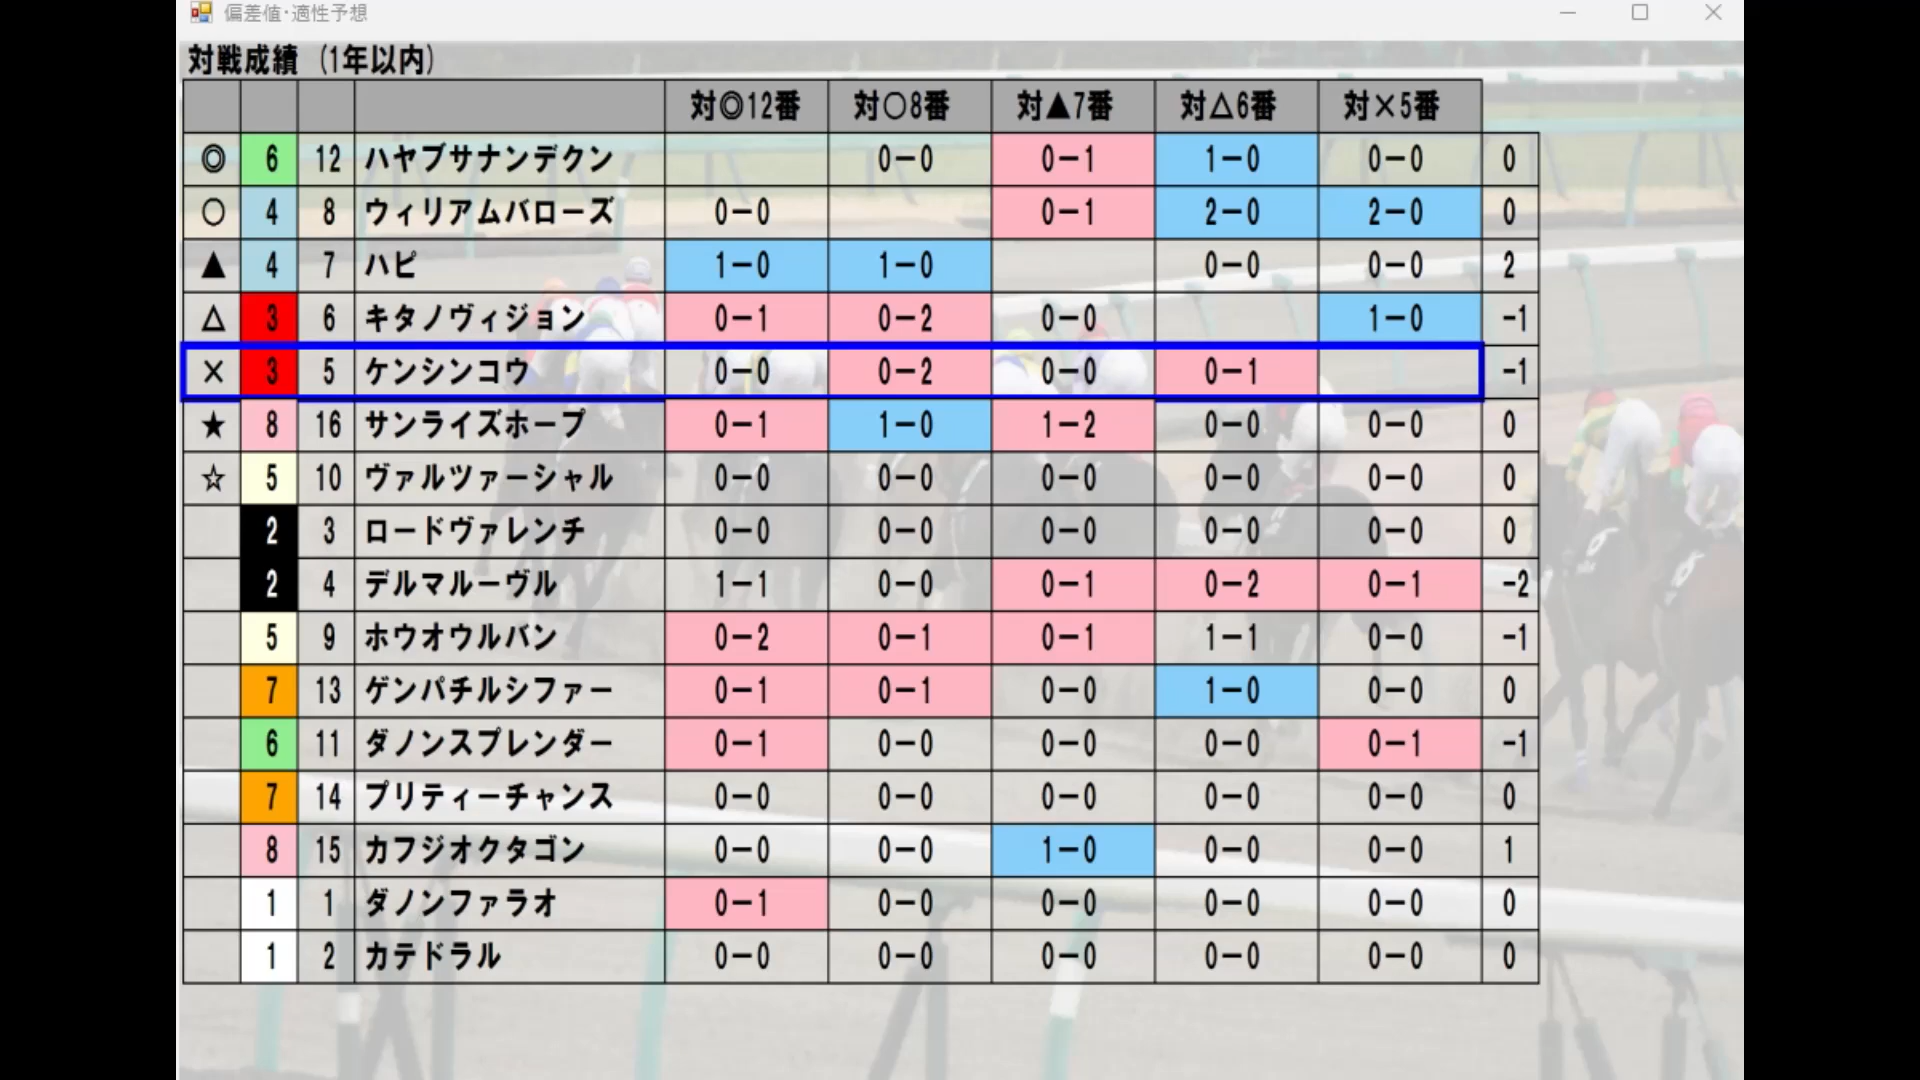 偏差値・適性予想
対戦成績 (1年以内)
対◎12番 対○8番 対▲7番 対△6番 対×5番
◎ 6 12 ハヤブサナンデクン 0-0 0-1 1-0 0-0 0
○ 4 8 ウィリアムバローズ 0-0 0-1 2-0 2-0 0
▲ 4 7 ハピ 1-0 1-0 0-0 0-0 2
△ 3 6 キタノヴィジョン 0-1 0-2 0-0 1-0 -1
× 3 5 ケンシンコウ 0-0 0-2 0-0 0-1 -1
★ 8 16 サンライズホープ 0-1 1-0 1-2 0-0 0-0 0
☆ 5 10 ヴァルツァーシャル 0-0 0-0 0-0 0-0 0-0 0
2 3 ロードヴァレンチ 0-0 0-0 0-0 0-0 0-0 0
2 4 デルマルーヴル 1-1 0-0 0-1 0-2 0-1 -2
5 9 ホウオウルバン 0-2 0-1 0-1 1-1 0-0 -1
7 13 ゲンパチルシファー 0-1 0-1 0-0 1-0 0-0 0
6 11 ダノンスプレンダー 0-1 0-0 0-0 0-0 0-1 -1
7 14 プリティーチャンス 0-0 0-0 0-0 0-0 0-0 0
8 15 カフジオクタゴン 0-0 0-0 1-0 0-0 0-0 1
1 1 ダノンファラオ 0-1 0-0 0-0 0-0 0-0 0
1 2 カテドラル 0-0 0-0 0-0 0-0 0-0 0